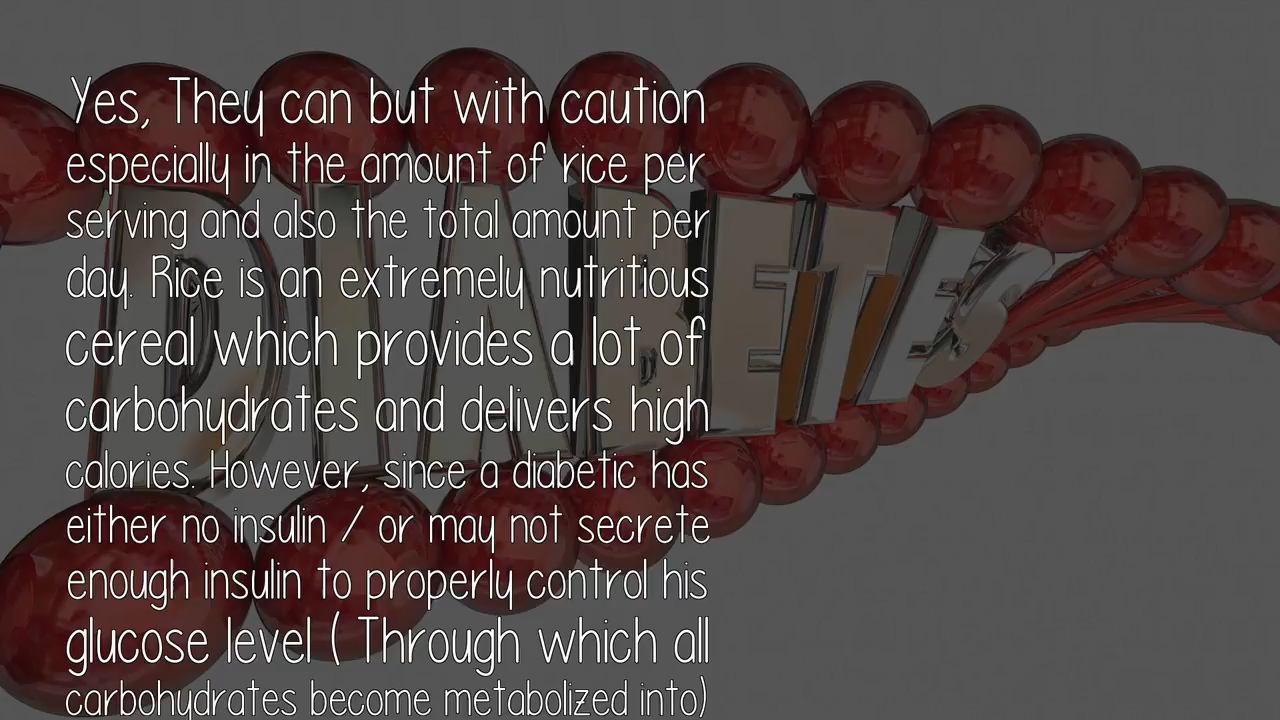 Yes, They can but with caution
especially in the amount of rice per
serving and also the total amount per
day. Rice is an extremely nutritious
cereal which provides a lot of
carbohydrates and delivers high
calories. However, since a diabetic has
either no insulin / or may not secrete
enough insulin to properly control his
glucose level ( Through which all
carbohydrates become metabolized into)
DIABETES